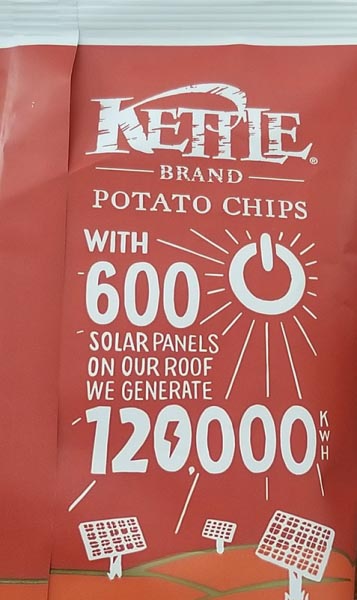 KETTLE®
BRAND
POTATO CHIPS
WITH
600
SOLAR PANELS
ON OUR ROOF
WE GENERATE
120,000 KWH